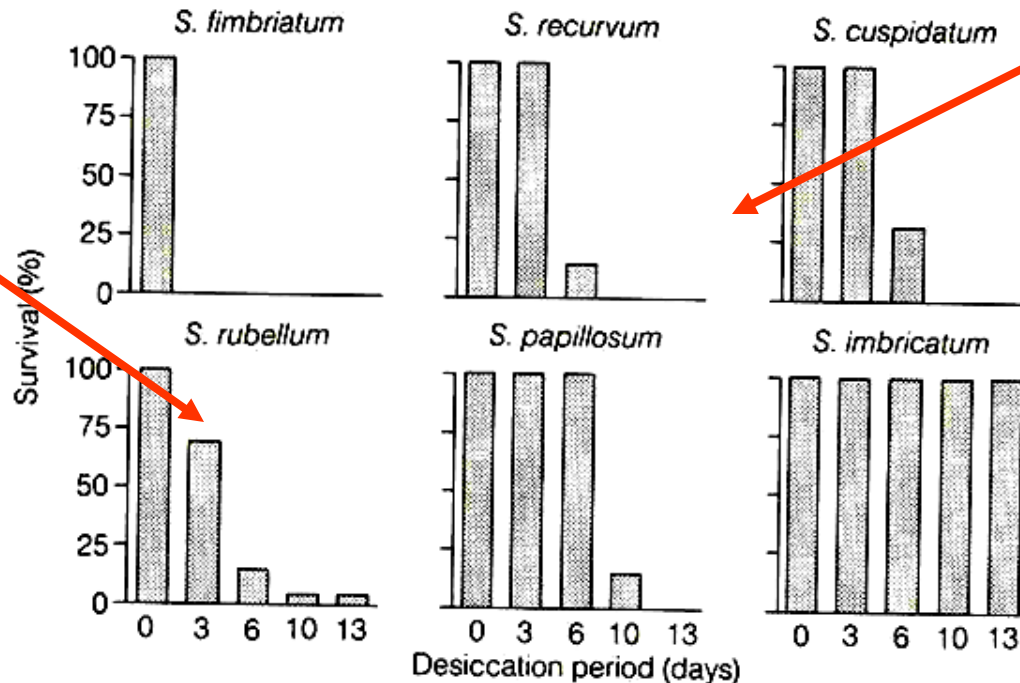 S. fimbriatum
S. recurvum
S. cuspidatum
100
75
50
25
0
Survival (%)
S. rubellum
S. papillosum
S. imbricatum
100
75
50
25
0
0 3 6 10 13
0 3 6 10 13
0 3 6 10 13
Desiccation period (days)